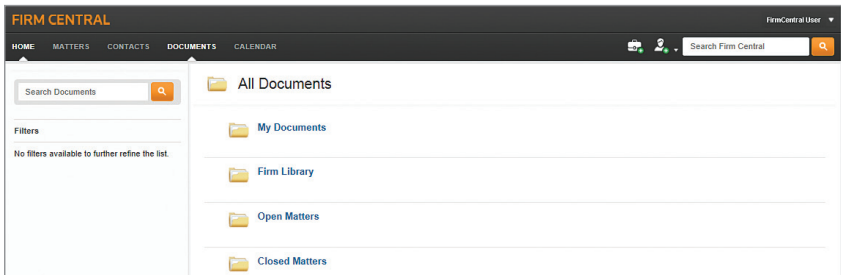 FIRM CENTRAL
FirmCentral User
HOME MATTERS CONTACTS DOCUMENTS CALENDAR
Search Firm Central
Search Documents
Filters
No filters available to further refine the list.
All Documents
My Documents
Firm Library
Open Matters
Closed Matters